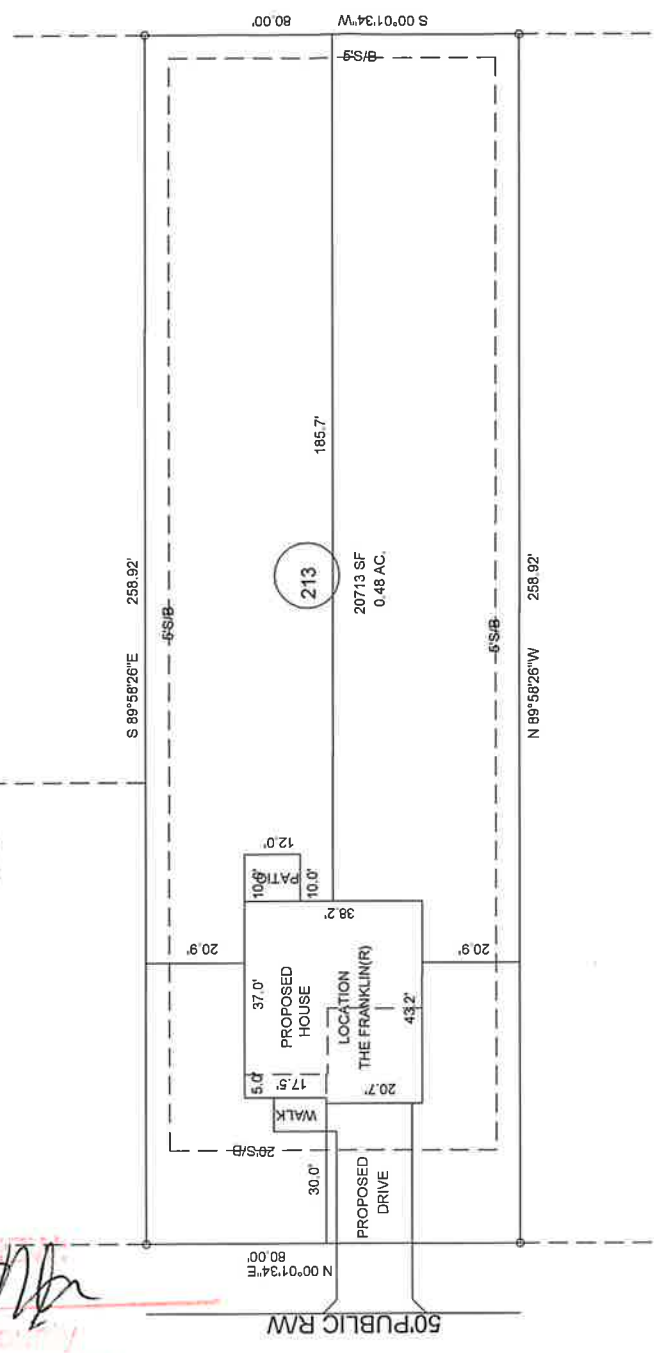 80.00'
S 00°01'34"W
5'S/B
S 89°58'26"E 258.92'
5'S/B
185.7'
213
20713 SF
0.48 AC.
5'S/B
N 89°58'26"W 258.92'
12.0'
PATIO
10.0'
10.0'
38.2'
20.9'
20.9'
37.0'
PROPOSED
HOUSE
LOCATION
THE FRANKLIN(R)
43.2'
5.0'
17.5'
20.7'
WALK
20'S/B
30.0'
PROPOSED
DRIVE
N 00°01'34"E
80.00'
50'PUBLIC R/W